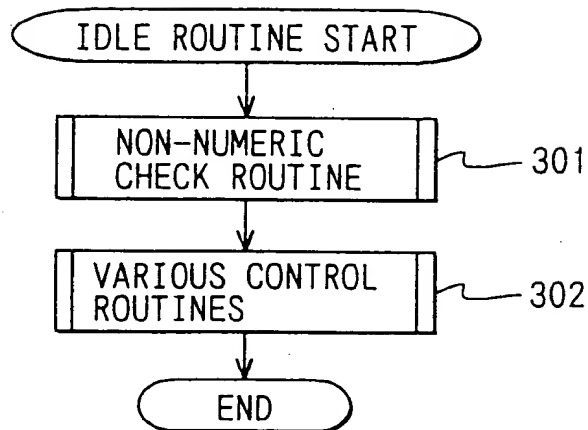 IDLE ROUTINE START
NON-NUMERIC
CHECK ROUTINE
301
VARIOUS CONTROL
ROUTINES
302
END